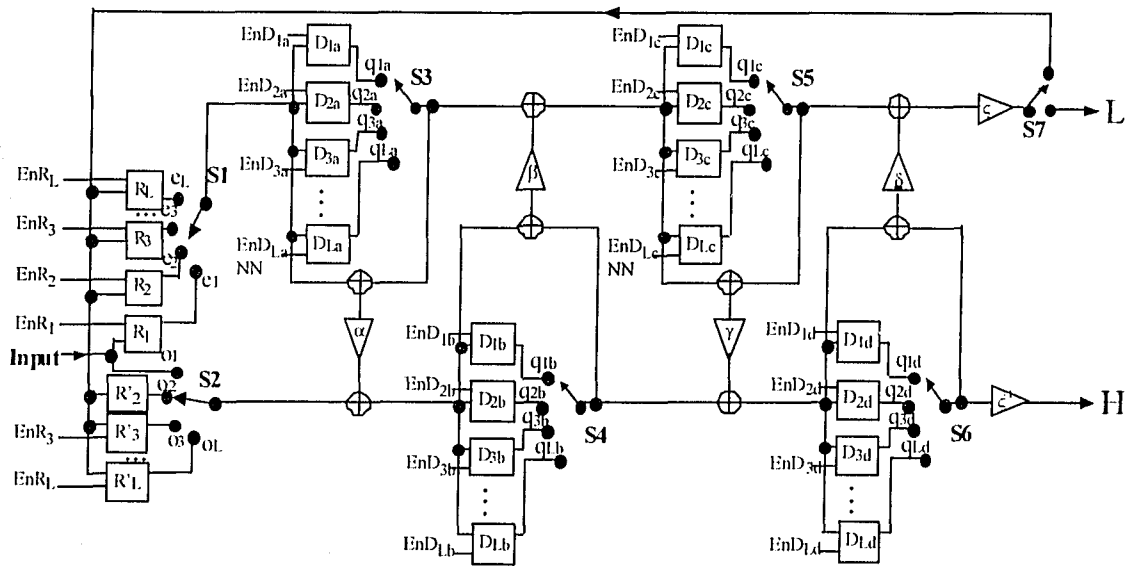 EnD1a
D1a
q1a
S3
EnD2a
D2a
q2a
EnD3a
D3a
q3a
qLa
EnDLa
NN
DLa
EnD1c
D1c
q1c
S5
EnD2c
D2c
q2c
EnD3c
D3c
q3c
qLc
EnDLc
NN
DLc
ς
S7
L
β
δ
EnRL
RL
eL
S1
EnR3
R3
e3
EnR2
R2
e2
EnR1
R1
e1
Input
o1
R'2
o2
S2
EnR3
R'3
o3
oL
EnRL
R'L
α
γ
EnD1b
D1b
q1b
EnD2b
D2b
q2b
S4
EnD3b
D3b
q3b
qLb
EnDLb
DLb
EnD1d
D1d
q1d
EnD2d
D2d
q2d
S6
EnD3d
D3d
q3d
qLd
EnDLd
DLd
H